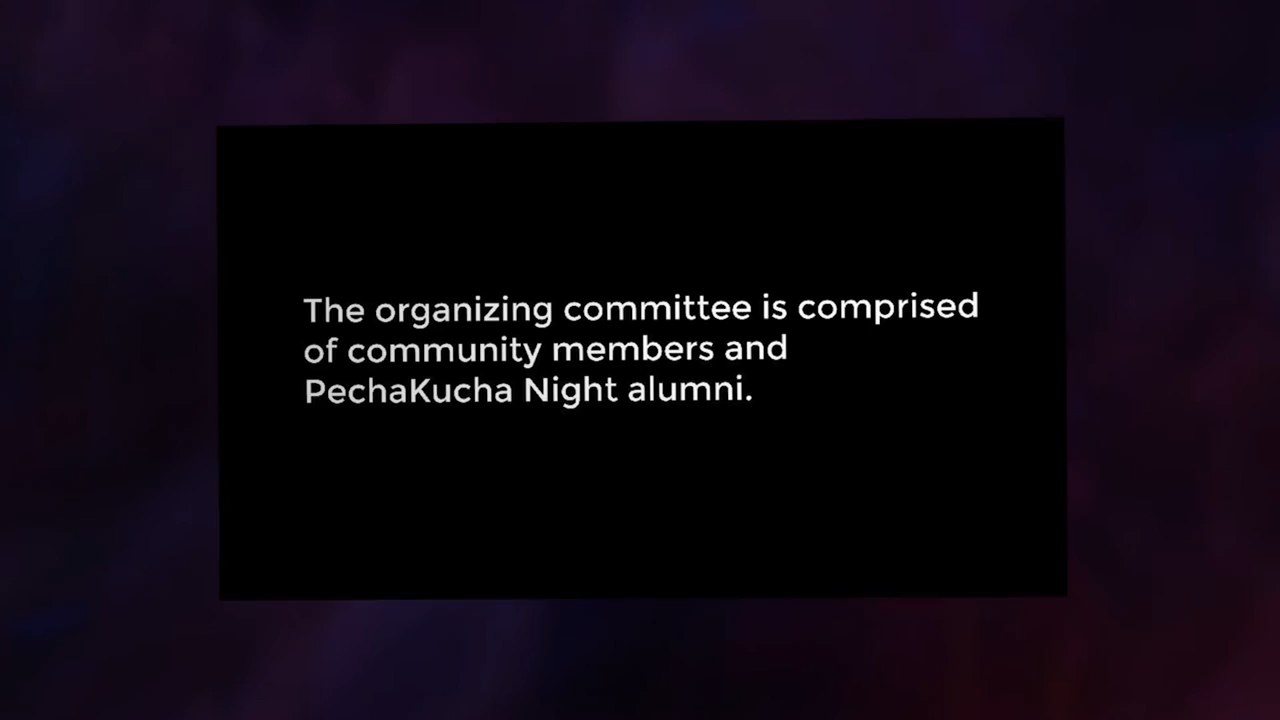 The organizing committee is comprised
of community members and
PechaKucha Night alumni.